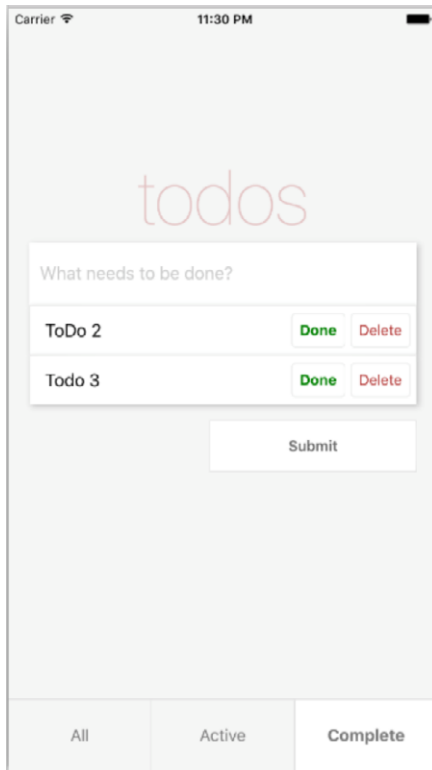 Carrier 11:30 PM
todos
What needs to be done?
ToDo 2 Done Delete
Todo 3 Done Delete
Submit
All Active Complete